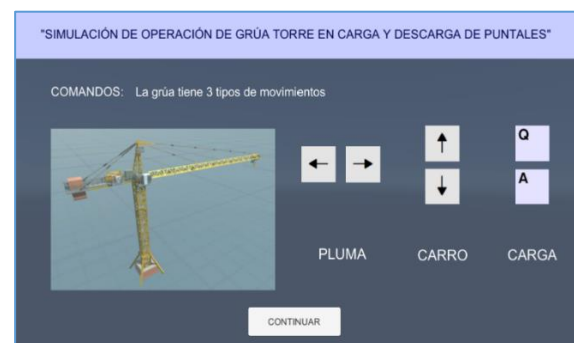 "SIMULACIÓN DE OPERACIÓN DE GRÚA TORRE EN CARGA Y DESCARGA DE PUNTALES"
COMANDOS: La grúa tiene 3 tipos de movimientos
← → ↑ Q
↓ A
PLUMA CARRO CARGA
CONTINUAR